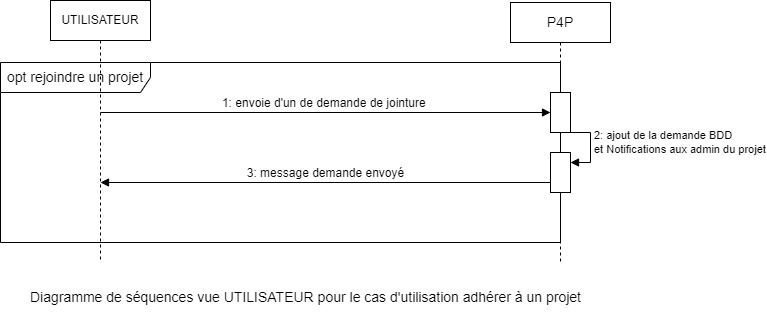 UTILISATEUR
P4P
opt rejoindre un projet
1: envoie d'un de demande de jointure
2: ajout de la demande BDD
et Notifications aux admin du projet
3: message demande envoyé
Diagramme de séquences vue UTILISATEUR pour le cas d'utilisation adhérer à un projet